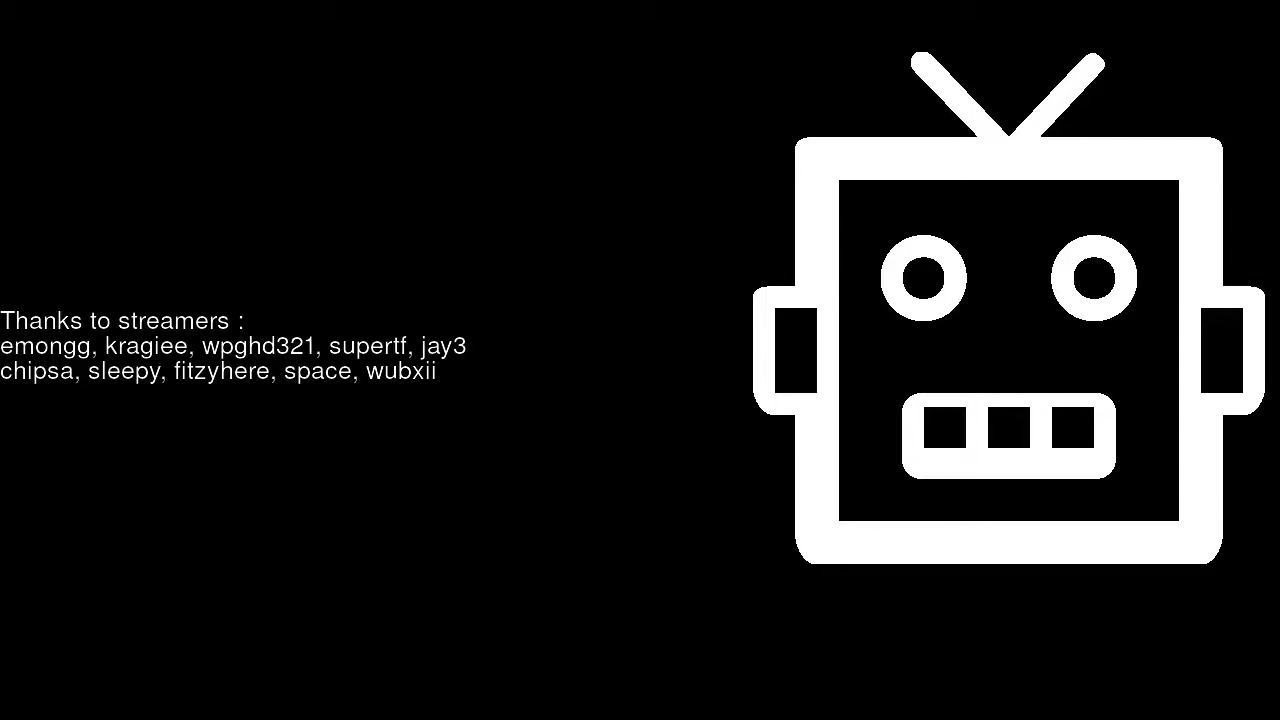 Thanks to streamers :
emongg, kragiee, wpghd321, supertf, jay3
chipsa, sleepy, fitzyhere, space, wubxii